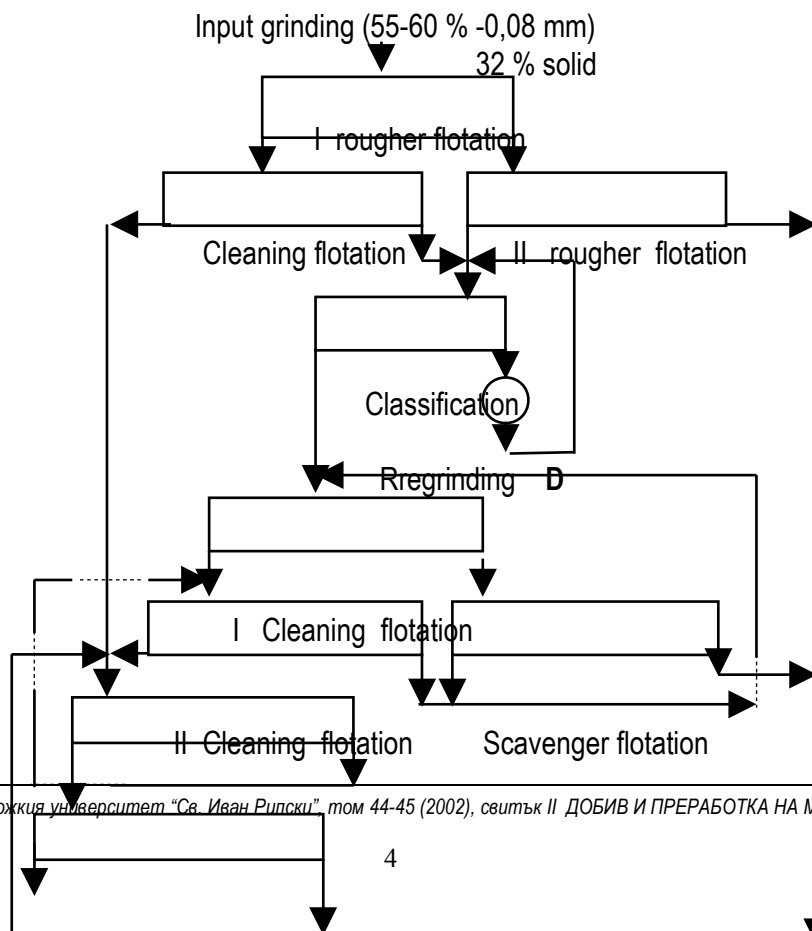 Input grinding (55-60 % -0,08 mm)
32 % solid
I rougher flotation
Cleaning flotation II rougher flotation
Classification
Rregrinding D
I Cleaning flotation
II Cleaning flotation Scavenger flotation
университет “Св. Иван Рилски”, том 44-45 (2002), свитък II ДОБИВ И ПРЕРАБОТКА НА
4